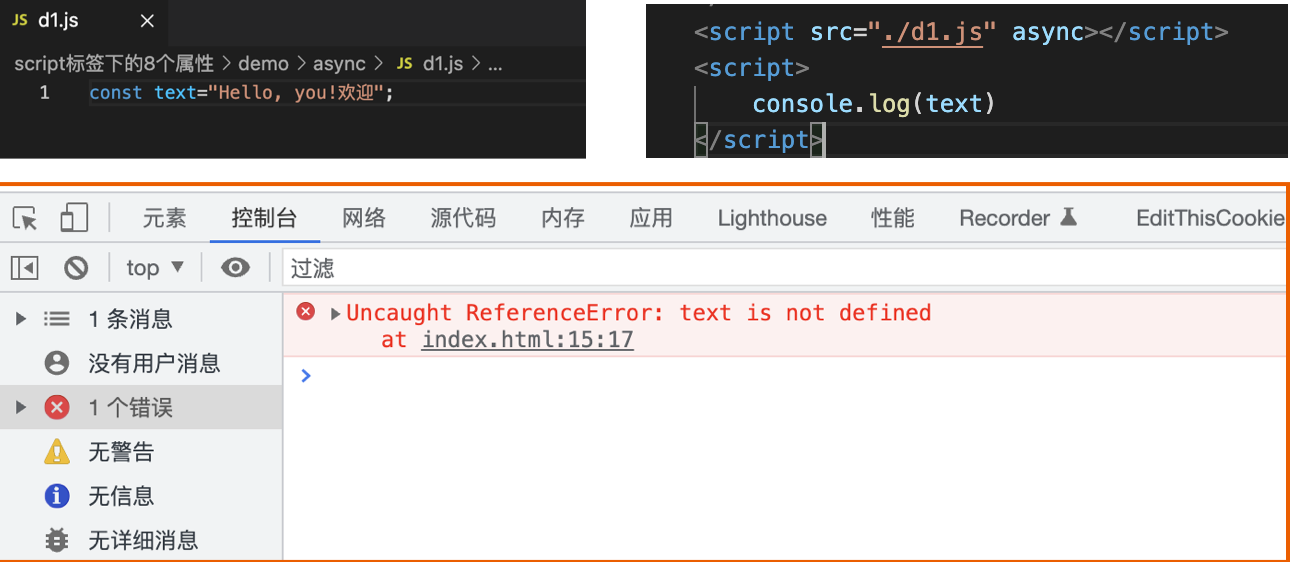 JS d1.js ×
script标签下的8个属性 > demo > async > JS d1.js > ...
1 const text="Hello, you!欢迎";
<script src="./d1.js" async></script>
<script>
console.log(text)
</script>
元素 控制台 网络 源代码 内存 应用 Lighthouse 性能 Recorder EditThisCookie
top ▼ 过滤
1 条消息
没有用户消息
1 个错误
无警告
无信息
无详细消息
Uncaught ReferenceError: text is not defined
at index.html:15:17